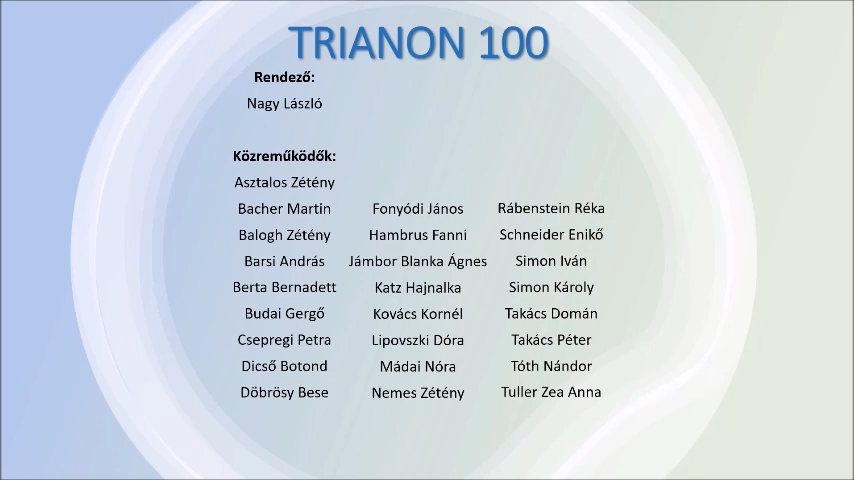 TRIANON 100
Rendező:
Nagy László
Közreműködők:
Asztalos Zétény
Bacher Martin Fonyódi János Rábenstein Réka
Balogh Zétény Hambrus Fanni Schneider Enikő
Barsi András Jámbor Blanka Ágnes Simon Iván
Berta Bernadett Katz Hajnalka Simon Károly
Budai Gergő Kovács Kornél Takács Domán
Csepregi Petra Lipovszki Dóra Takács Péter
Dicső Botond Mádai Nóra Tóth Nándor
Döbrösy Bese Nemes Zétény Tuller Zea Anna